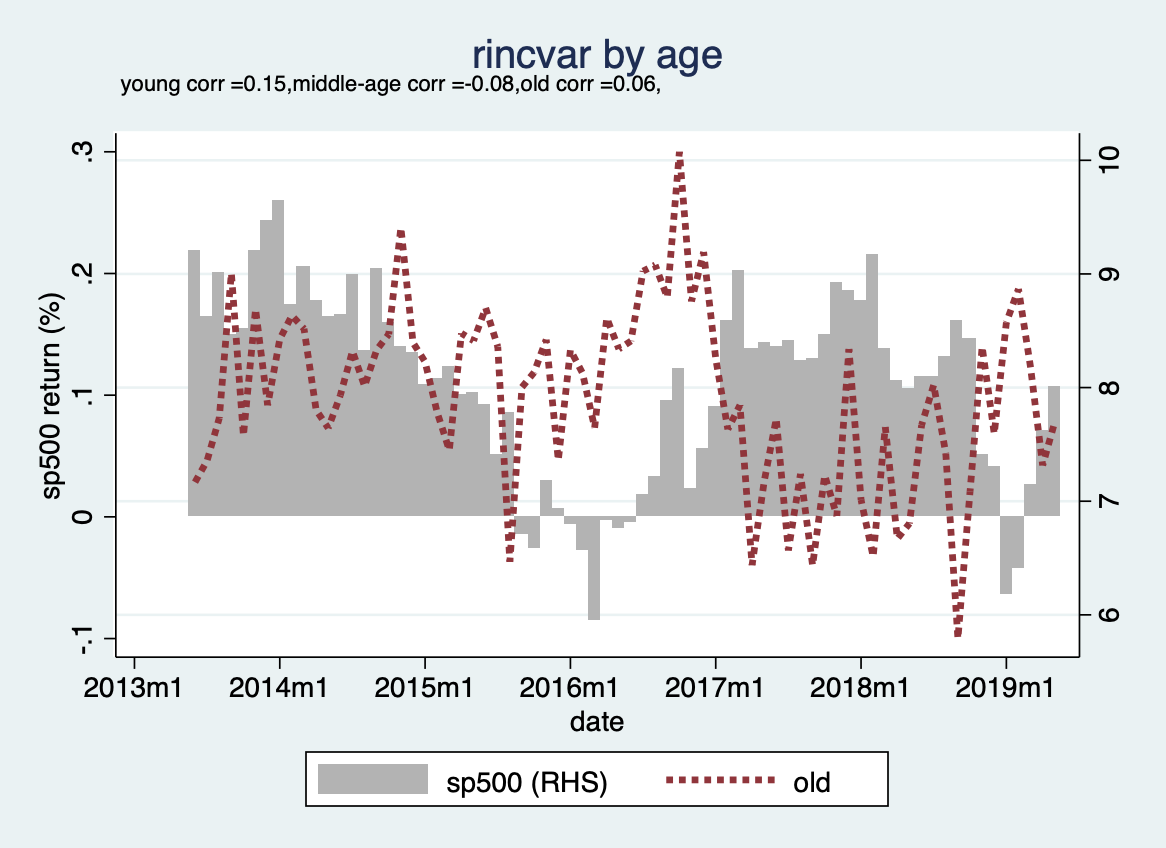 rincvar by age
young corr =0.15,middle-age corr =-0.08,old corr =0.06,
sp500 return (%)
.3
.2
.1
0
-.1
10
9
8
7
6
2013m1 2014m1 2015m1 2016m1 2017m1 2018m1 2019m1
date
sp500 (RHS) old